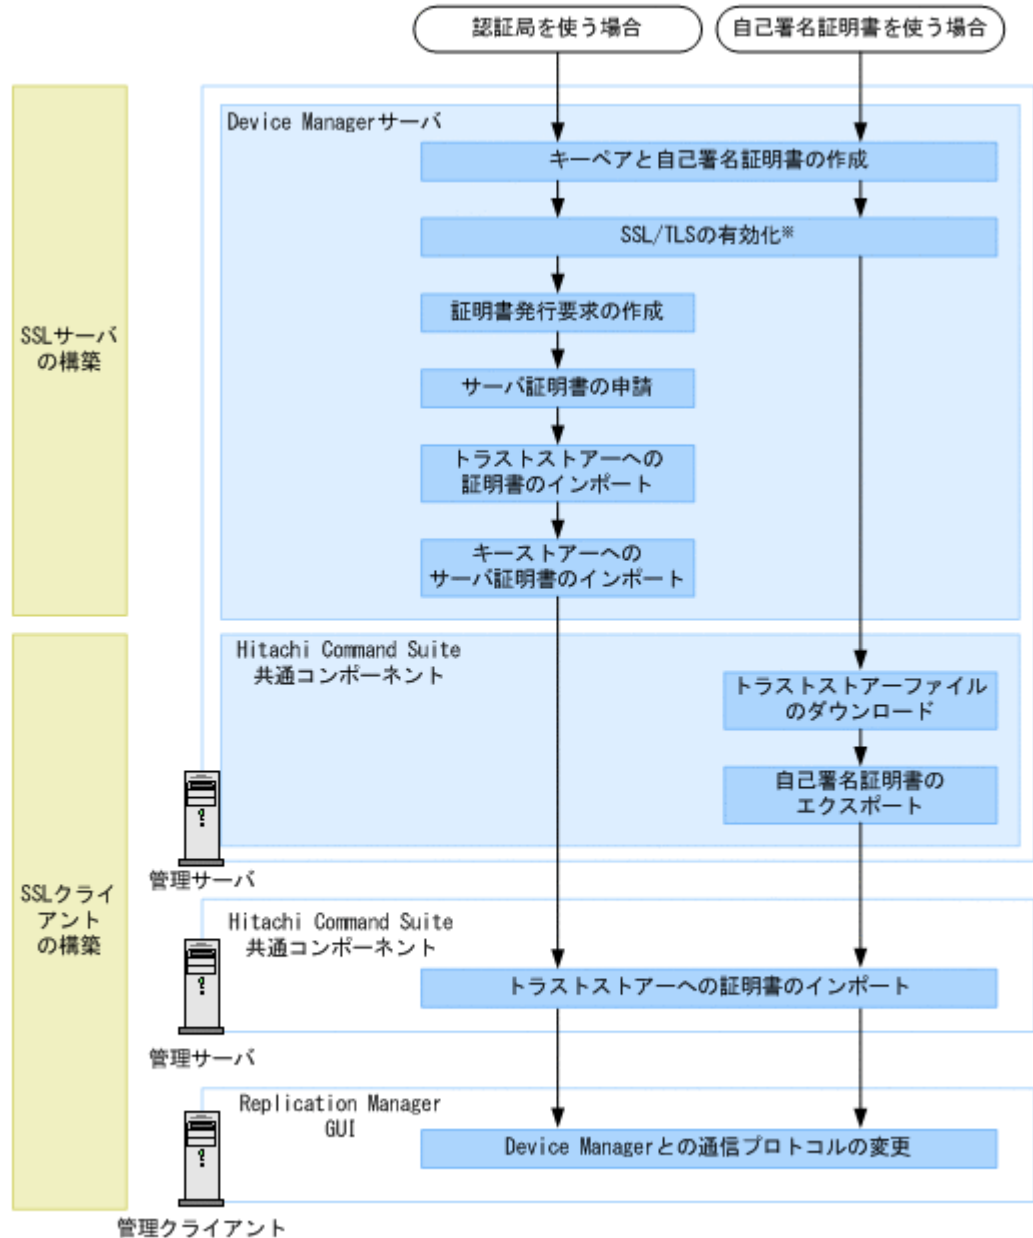 認証局を使う場合
自己署名証明書を使う場合
Device Managerサーバ
キーペアと自己署名証明書の作成
SSL/TLSの有効化※
証明書発行要求の作成
SSLサーバ
の構築
サーバ証明書の申請
トラストストアーへの
証明書のインポート
キーストアーへの
サーバ証明書のインポート
Hitachi Command Suite
共通コンポーネント
トラストストアーファイル
のダウンロード
自己署名証明書の
エクスポート
管理サーバ
SSLクライ
アント
の構築
Hitachi Command Suite
共通コンポーネント
トラストストアーへの証明書のインポート
管理サーバ
Replication Manager
GUI
Device Managerとの通信プロトコルの変更
管理クライアント